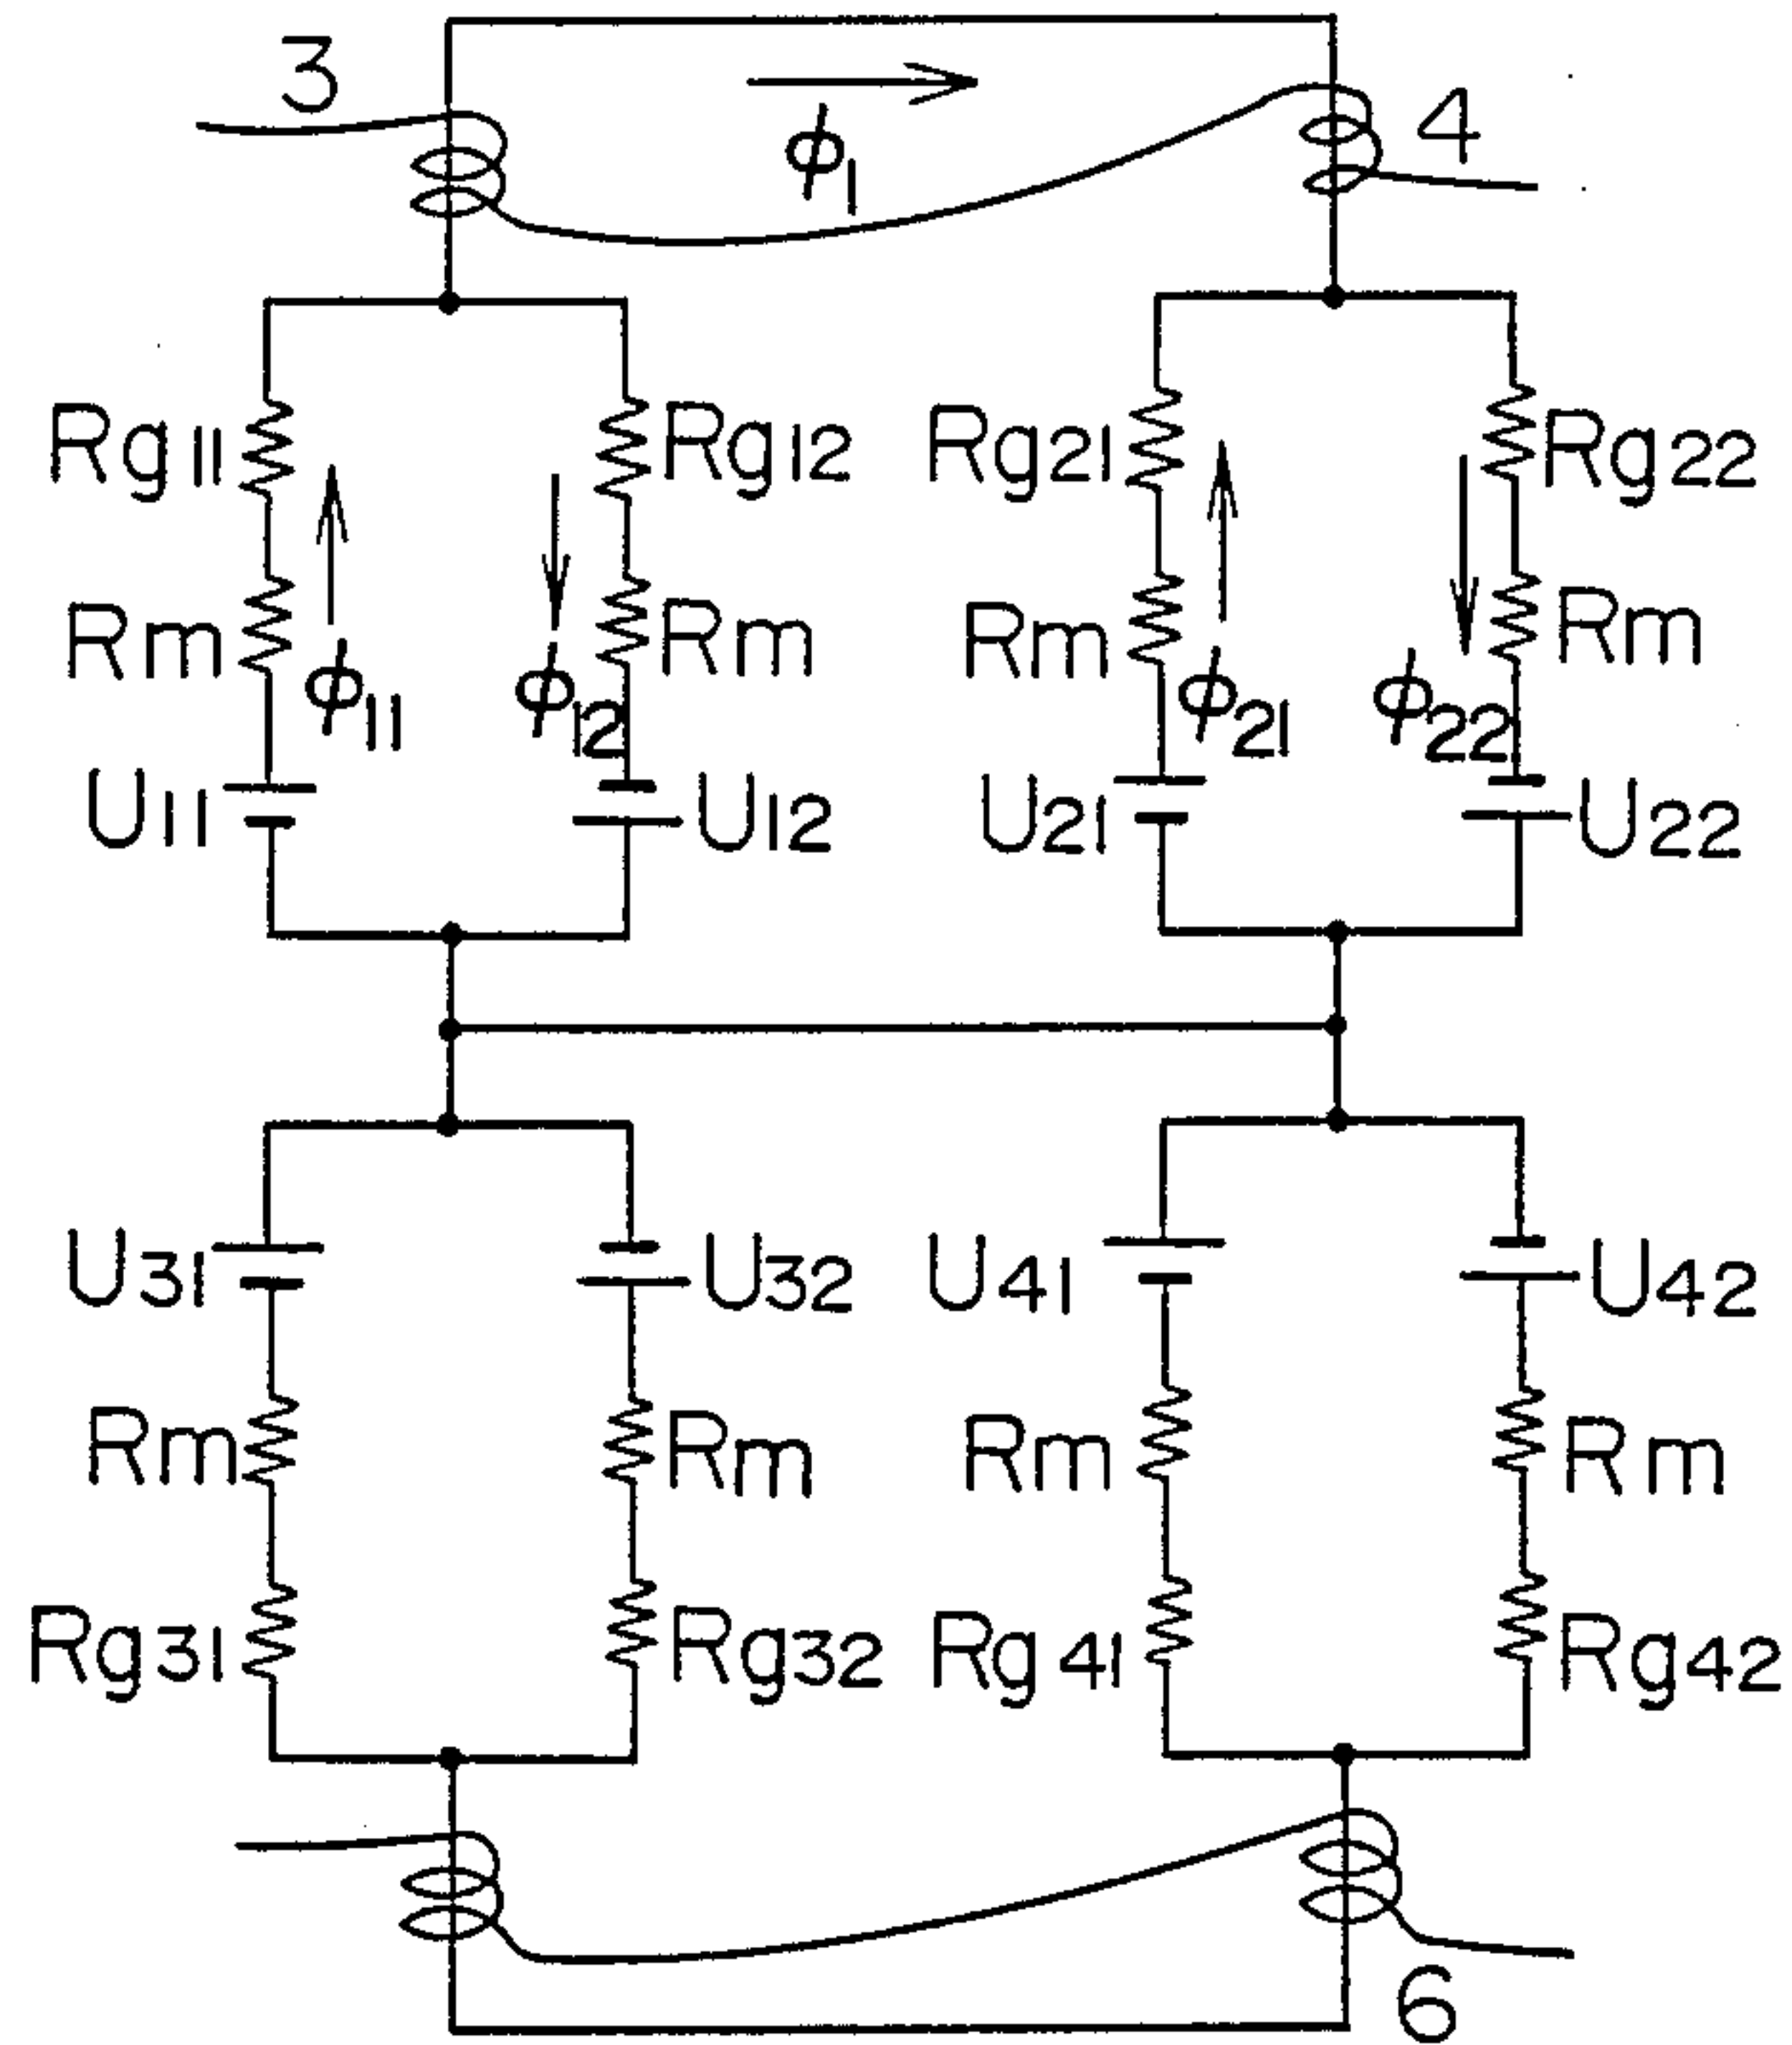 3
ϕ1
4
Rg11 Rg12 Rg21 Rg22
Rm Rm Rm Rm
ϕ11 ϕ12 ϕ21 ϕ22
U11 U12 U21 U22
U31 U32 U41 U42
Rm Rm Rm Rm
Rg31 Rg32 Rg41 Rg42
6